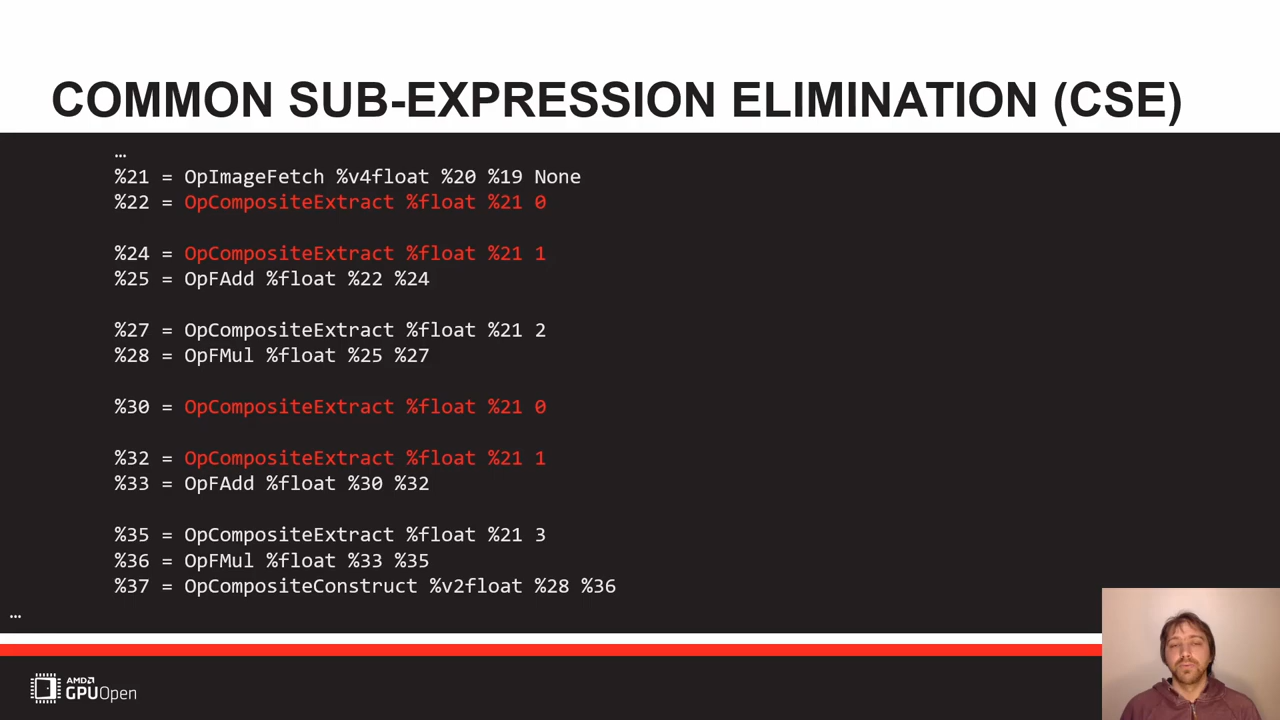 COMMON SUB-EXPRESSION ELIMINATION (CSE)
…
%21 = OpImageFetch %v4float %20 %19 None
%22 = OpCompositeExtract %float %21 0
%24 = OpCompositeExtract %float %21 1
%25 = OpFAdd %float %22 %24
%27 = OpCompositeExtract %float %21 2
%28 = OpFMul %float %25 %27
%30 = OpCompositeExtract %float %21 0
%32 = OpCompositeExtract %float %21 1
%33 = OpFAdd %float %30 %32
%35 = OpCompositeExtract %float %21 3
%36 = OpFMul %float %33 %35
%37 = OpCompositeConstruct %v2float %28 %36
…
AMD
GPUOpen